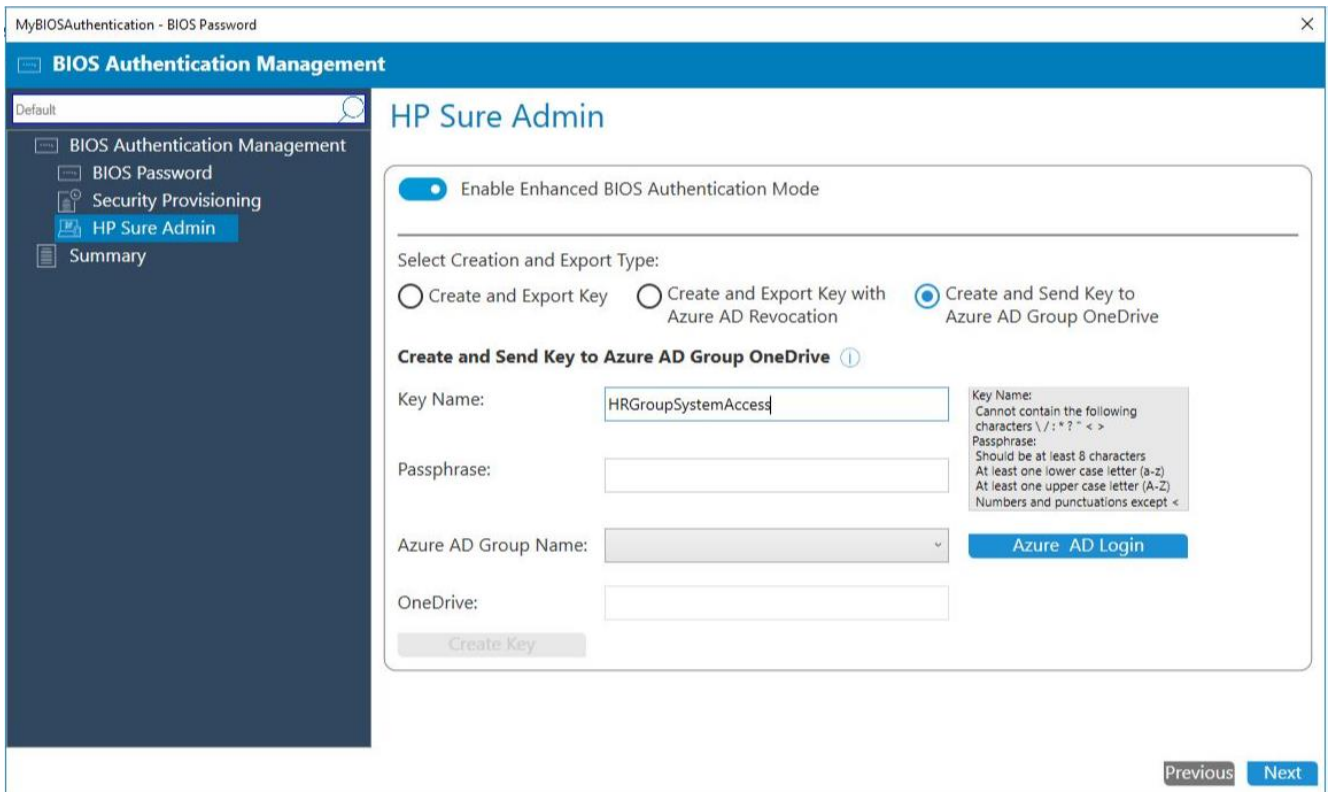 MyBIOSAuthentication - BIOS Password
BIOS Authentication Management
Default
BIOS Authentication Management
BIOS Password
Security Provisioning
HP Sure Admin
Summary
HP Sure Admin
Enable Enhanced BIOS Authentication Mode
Select Creation and Export Type:
Create and Export Key
Create and Export Key with
Azure AD Revocation
Create and Send Key to
Azure AD Group OneDrive
Create and Send Key to Azure AD Group OneDrive
Key Name:
HRGroupSystemAccess
Key Name:
Cannot contain the following
characters \ / : * ? " < >
Passphrase:
Should be at least 8 characters
At least one lower case letter (a-z)
At least one upper case letter (A-Z)
Numbers and punctuations except <
Passphrase:
Azure AD Group Name:
Azure AD Login
OneDrive:
Create Key
Previous
Next